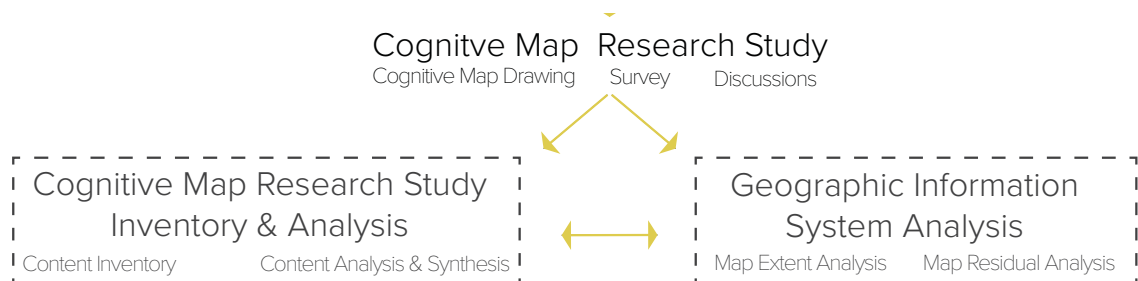 Cognitve Map Research Study
Cognitive Map Drawing Survey Discussions
Cognitive Map Research Study
Inventory & Analysis
Content Inventory Content Analysis & Synthesis
Geographic Information
System Analysis
Map Extent Analysis Map Residual Analysis